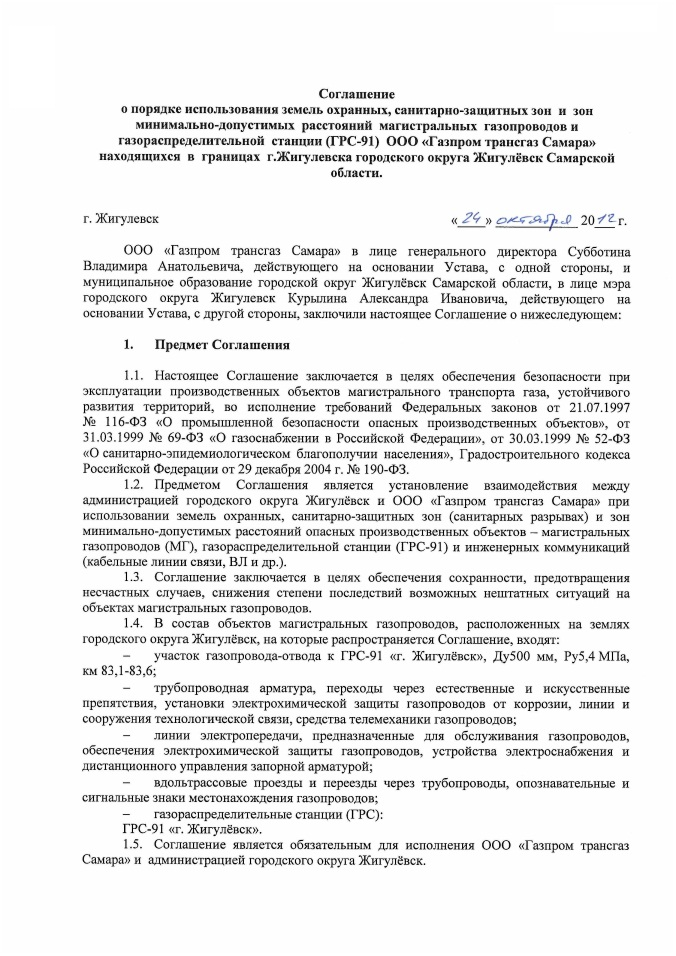 Соглашение
о порядке использования земель охранных, санитарно-защитных зон и зон
минимально-допустимых расстояний магистральных газопроводов и
газораспределительной станции (ГРС-91) ООО «Газпром трансгаз Самара»
находящихся в границах г.Жигулевска городского округа Жигулёвск Самарской
области.
г. Жигулевск «24» октября 2012 г.
ООО «Газпром трансгаз Самара» в лице генерального директора Субботина
Владимира Анатольевича, действующего на основании Устава, с одной стороны, и
муниципальное образование городской округ Жигулёвск Самарской области, в лице мэра
городского округа Жигулевск Курылина Александра Ивановича, действующего на
основании Устава, с другой стороны, заключили настоящее Соглашение о нижеследующем:
1. Предмет Соглашения
1.1. Настоящее Соглашение заключается в целях обеспечения безопасности при
эксплуатации производственных объектов магистрального транспорта газа, устойчивого
развития территорий, во исполнение требований Федеральных законов от 21.07.1997
№ 116-ФЗ «О промышленной безопасности опасных производственных объектов», от
31.03.1999 № 69-ФЗ «О газоснабжении в Российской Федерации», от 30.03.1999 № 52-ФЗ
«О санитарно-эпидемиологическом благополучии населения», Градостроительного кодекса
Российской Федерации от 29 декабря 2004 г. № 190-ФЗ.
1.2. Предметом Соглашения является установление взаимодействия между
администрацией городского округа Жигулёвск и ООО «Газпром трансгаз Самара» при
использовании земель охранных, санитарно-защитных зон (санитарных разрывах) и зон
минимально-допустимых расстояний опасных производственных объектов – магистральных
газопроводов (МГ), газораспределительной станции (ГРС-91) и инженерных коммуникаций
(кабельные линии связи, ВЛ и др.).
1.3. Соглашение заключается в целях обеспечения сохранности, предотвращения
несчастных случаев, снижения степени последствий возможных нештатных ситуаций на
объектах магистральных газопроводов.
1.4. В состав объектов магистральных газопроводов, расположенных на землях
городского округа Жигулёвск, на которые распространяется Соглашение, входят:
– участок газопровода-отвода к ГРС-91 «г. Жигулёвск», Ду500 мм, Ру5,4 МПа,
км 83,1-83,6;
– трубопроводная арматура, переходы через естественные и искусственные
препятствия, установки электрохимической защиты газопроводов от коррозии, линии и
сооружения технологической связи, средства телемеханики газопроводов;
– линии электропередачи, предназначенные для обслуживания газопроводов,
обеспечения электрохимической защиты газопроводов, устройства электроснабжения и
дистанционного управления запорной арматурой;
– вдольтрассовые проезды и переезды через трубопроводы, опознавательные и
сигнальные знаки местонахождения газопроводов;
– газораспределительные станции (ГРС):
ГРС-91 «г. Жигулёвск».
1.5. Соглашение является обязательным для исполнения ООО «Газпром трансгаз
Самара» и администрацией городского округа Жигулёвск.